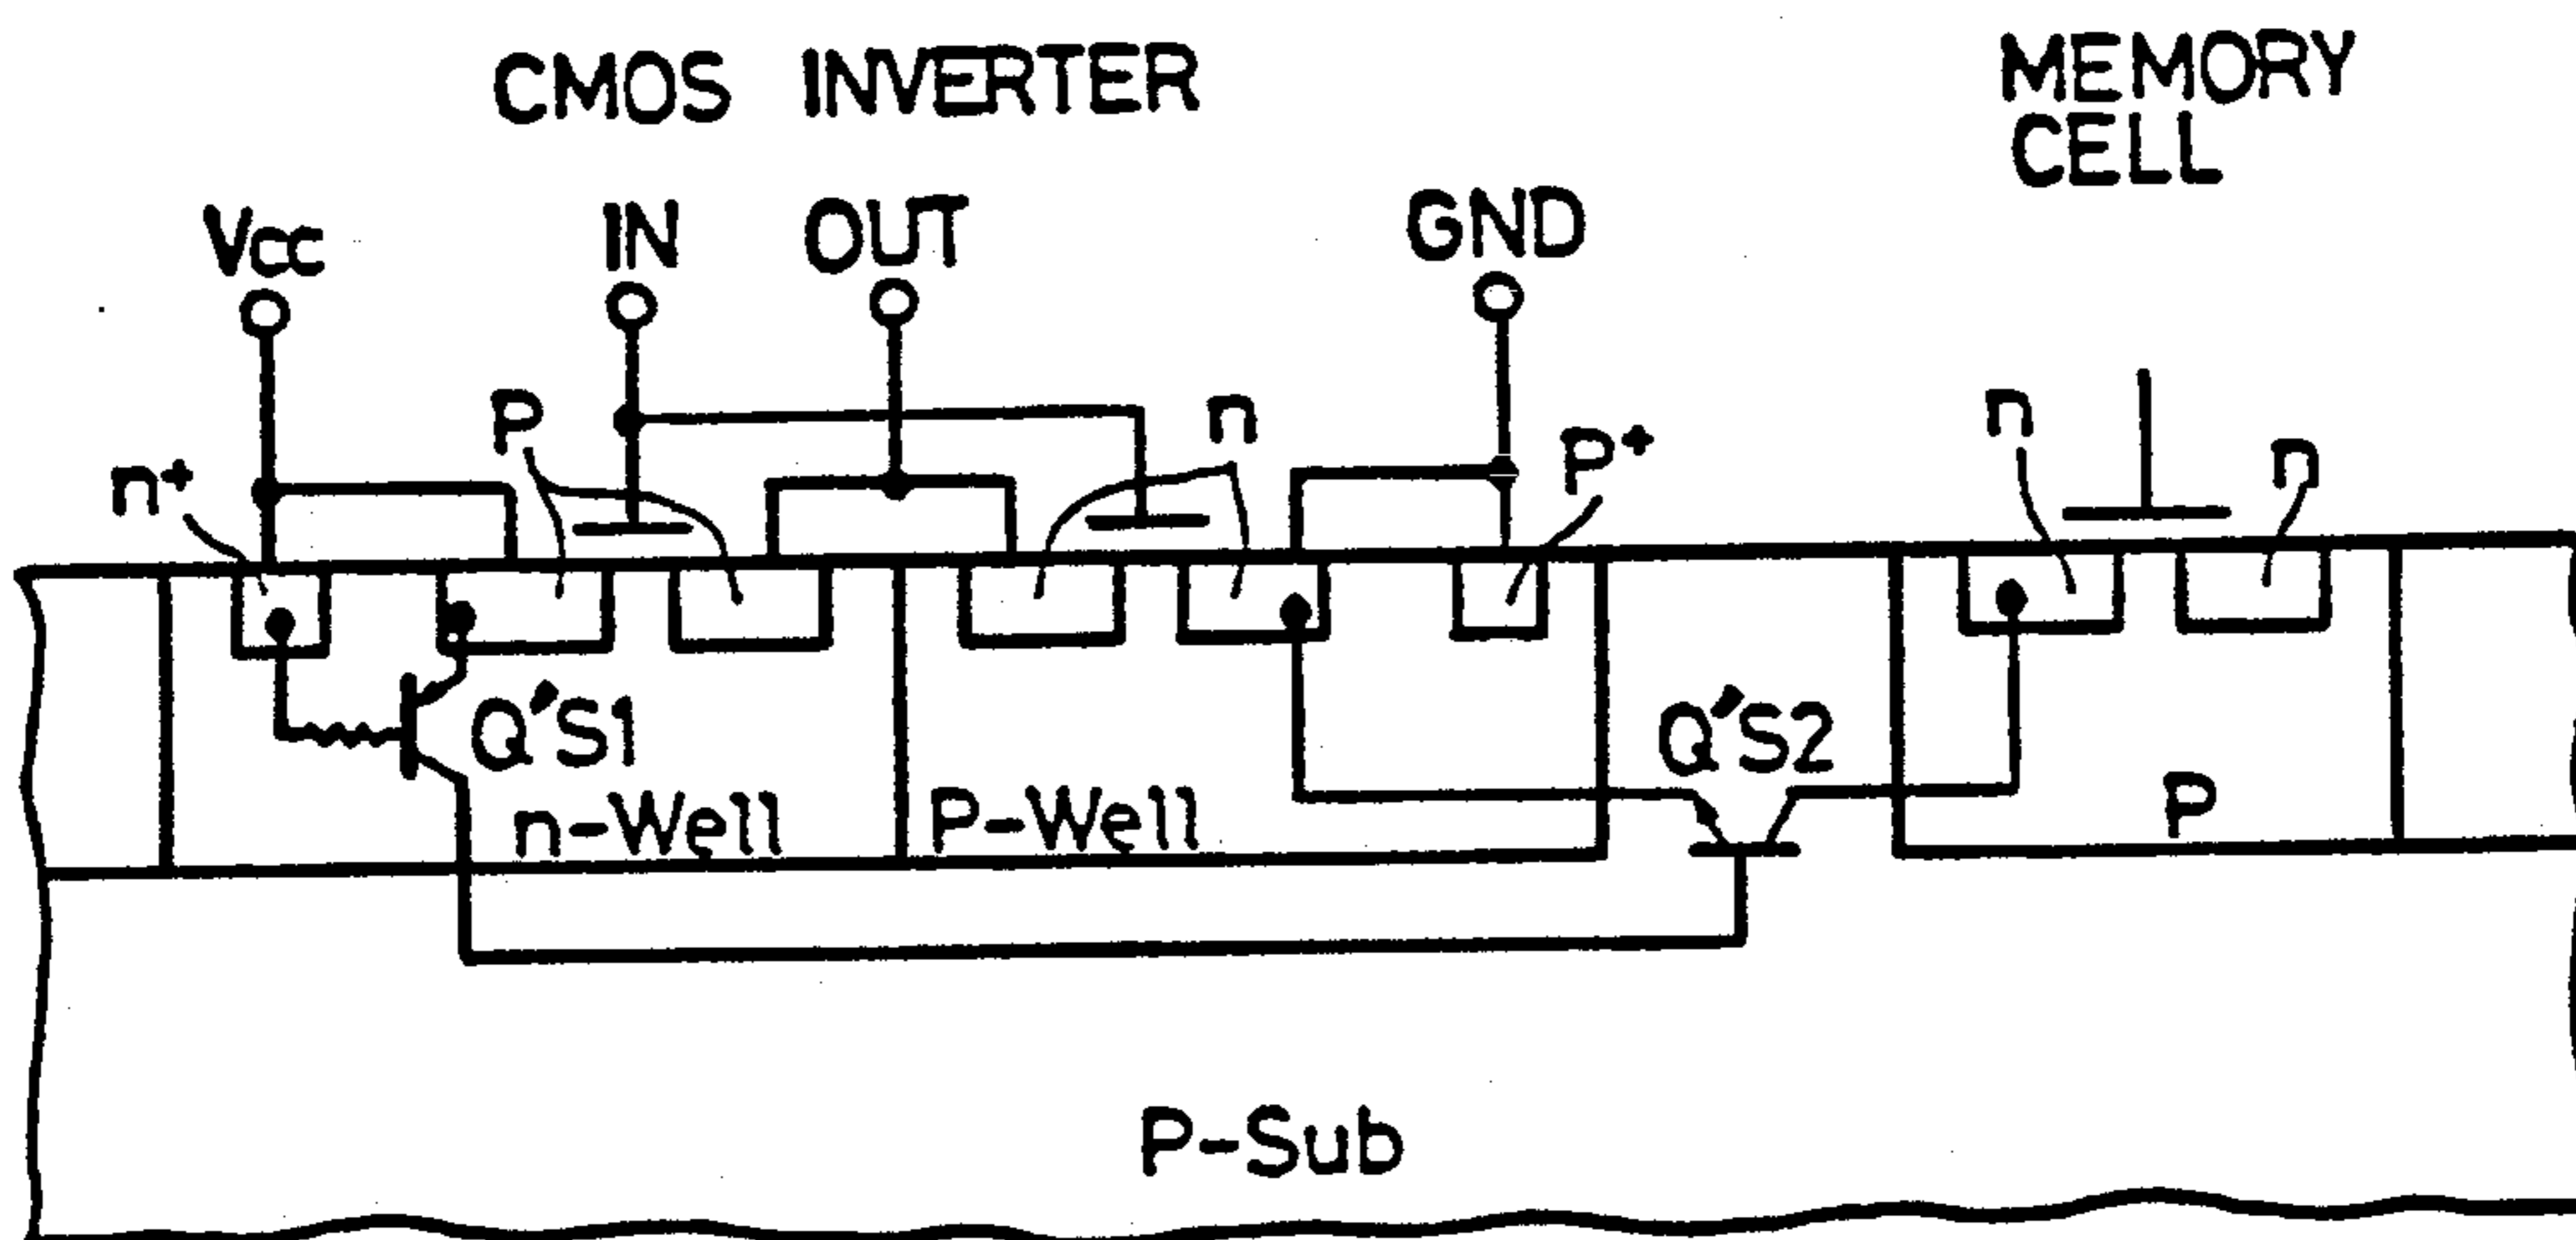 CMOS INVERTER
MEMORY
CELL
Vcc
IN
OUT
GND
n+
P
n
P+
n
n
Q'S1
Q'S2
n-Well
P-Well
P
P-Sub